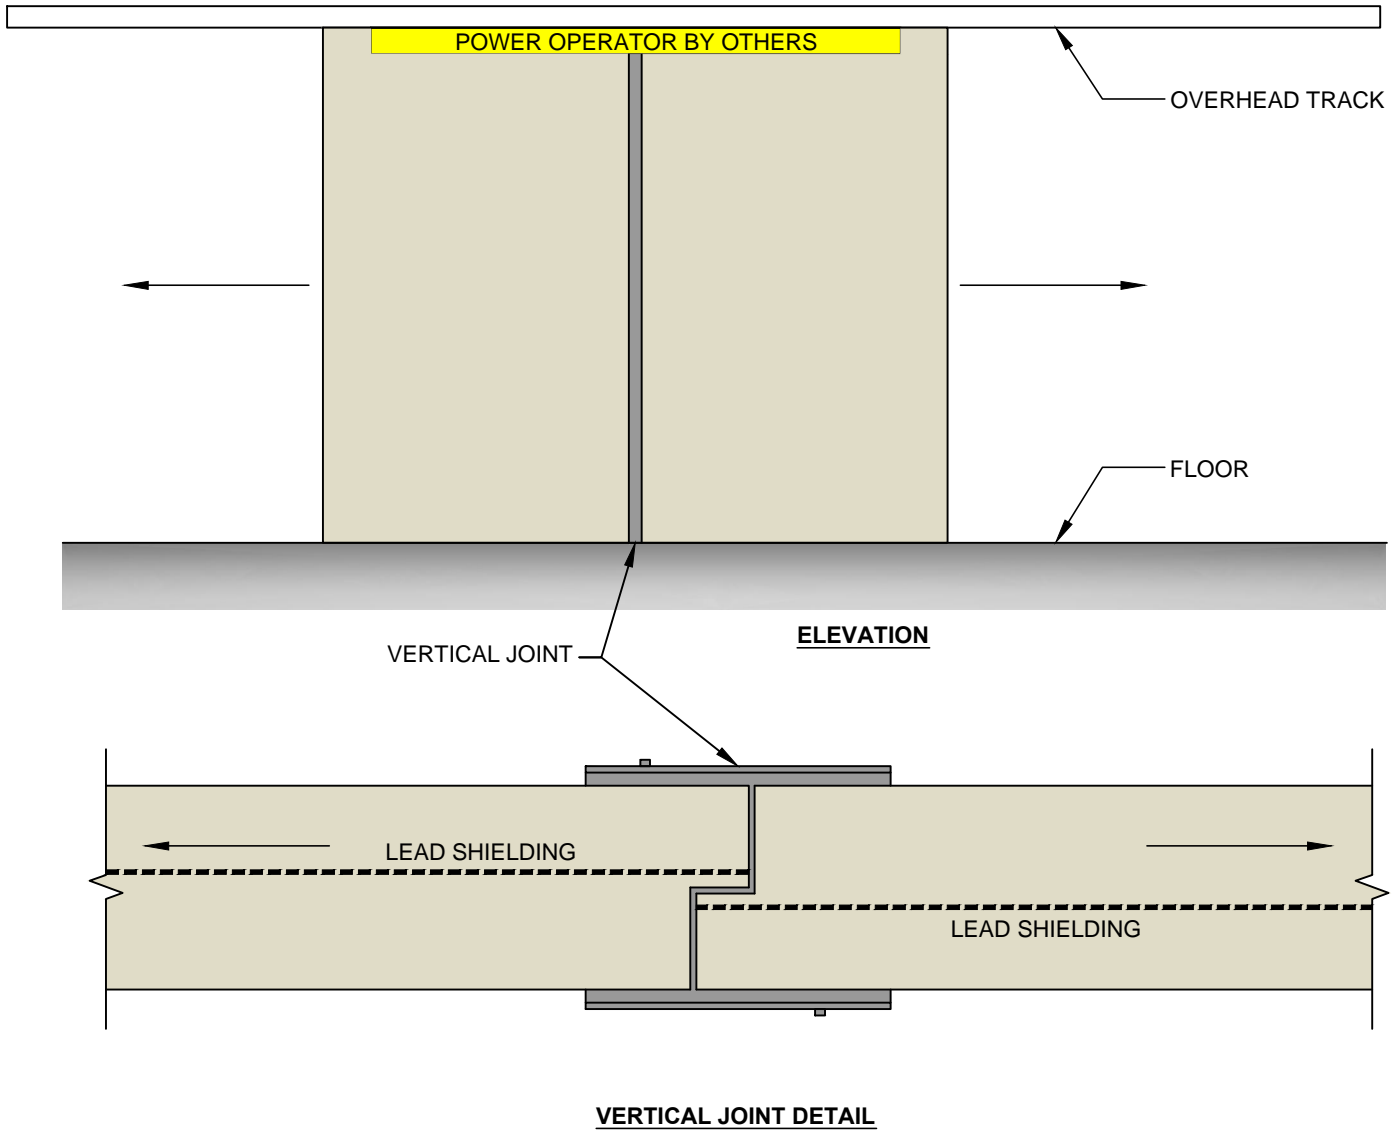 POWER OPERATOR BY OTHERS
OVERHEAD TRACK
FLOOR
ELEVATION
VERTICAL JOINT
LEAD SHIELDING
LEAD SHIELDING
VERTICAL JOINT DETAIL